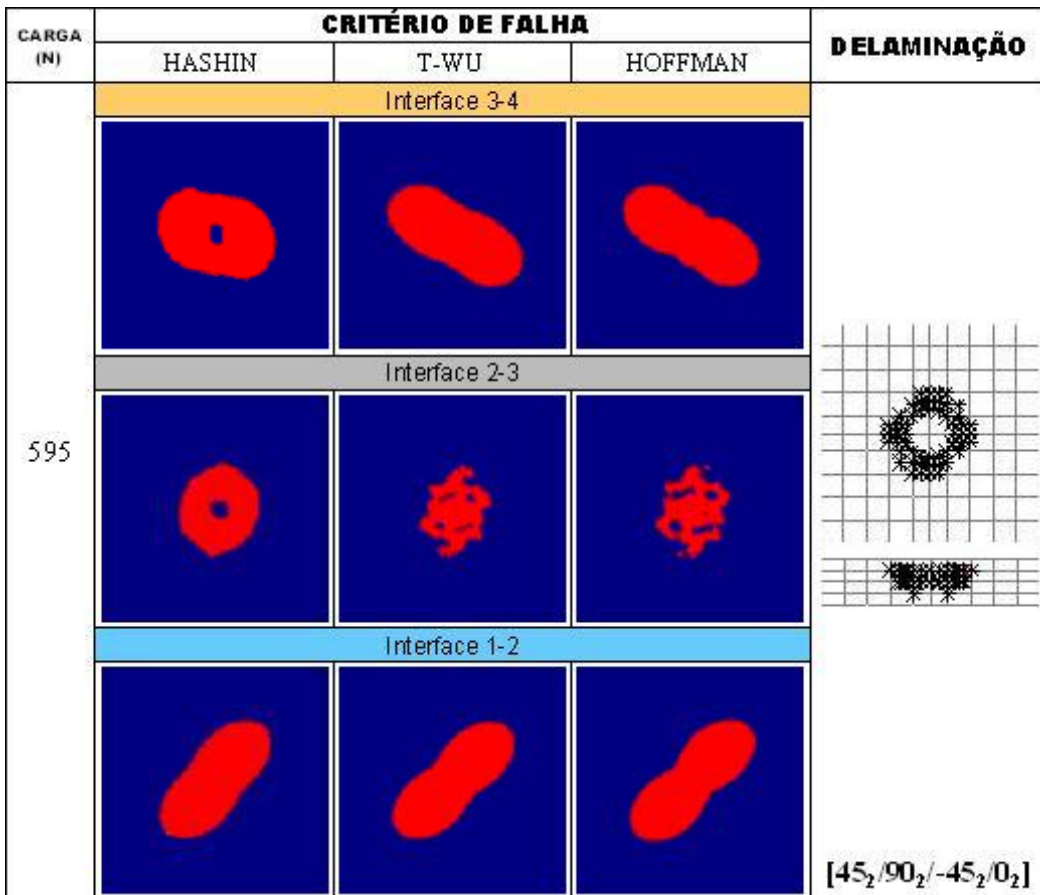 CARGA
(N)
CRITÉRIO DE FALHA
DELAMINAÇÃO
HASHIN
T-WU
HOFFMAN
Interface 3-4
Interface 2-3
595
Interface 1-2
[45₂/90₂/-45₂/0₂]